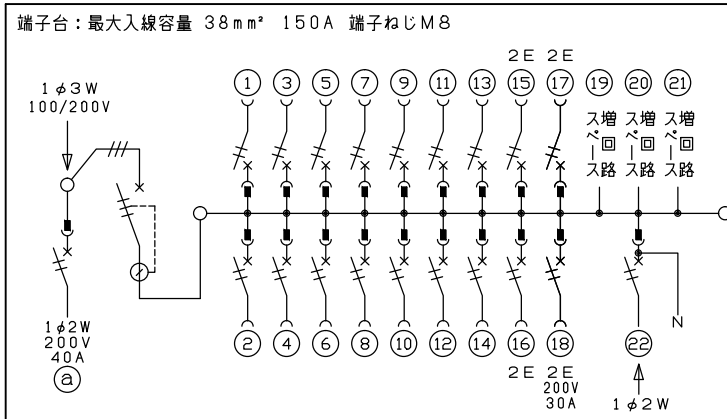 端子台：最大入線容量 38mm² 150A 端子ねじM8
1φ3W
100/200V
2E 2E
1 3 5 7 9 11 13 15 17 19 20 21
増回路スペース 増回路スペース 増回路スペース
N
1φ2W
200V
40A
a
2 4 6 8 10 12 14 16 18 22
2E 2E
200V
30A
1φ2W